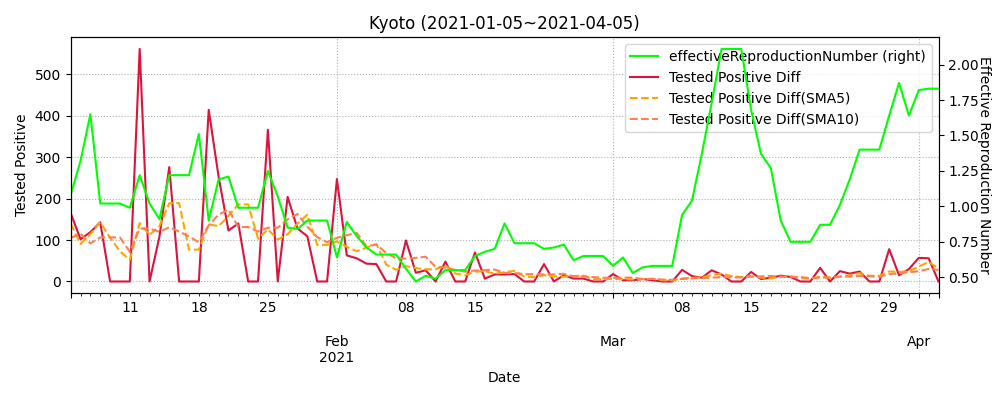 Kyoto (2021-01-05~2021-04-05)
effectiveReproductionNumber (right)
Tested Positive Diff
Tested Positive Diff(SMA5)
Tested Positive Diff(SMA10)
Tested Positive
500
400
300
200
100
0
Effective Reproduction Number
2.00
1.75
1.50
1.25
1.00
0.75
0.50
11 18 25 08 15 22 08 15 22 29
Feb Mar Apr
2021
Date